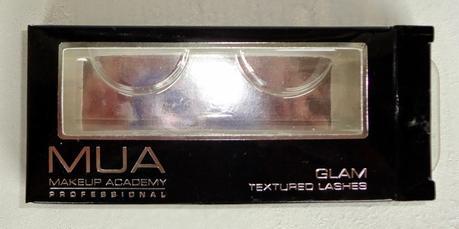 MUA
MAKEUP ACADEMY
PROFESSIONAL
GLAM
TEXTURED LASHES